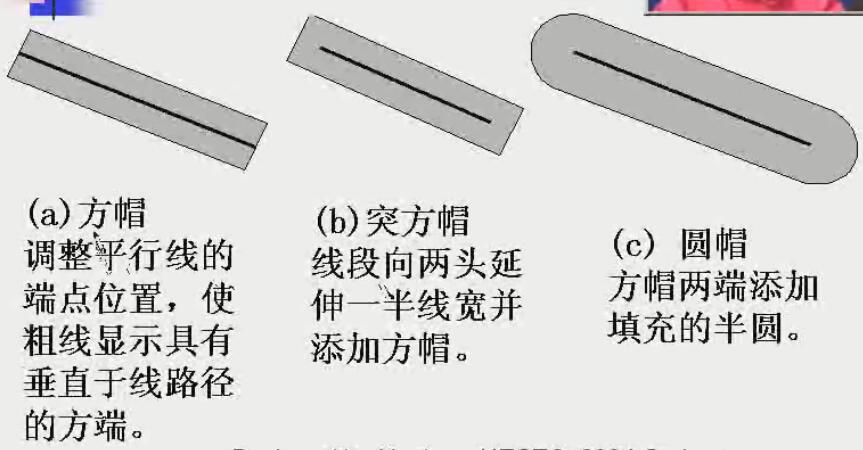 (a)方帽
调整平行线的
端点位置，使
粗线显示具有
垂直于线路径
的方端。
(b)突方帽
线段向两头延
伸一半线宽并
添加方帽。
(c) 圆帽
方帽两端添加
填充的半圆。